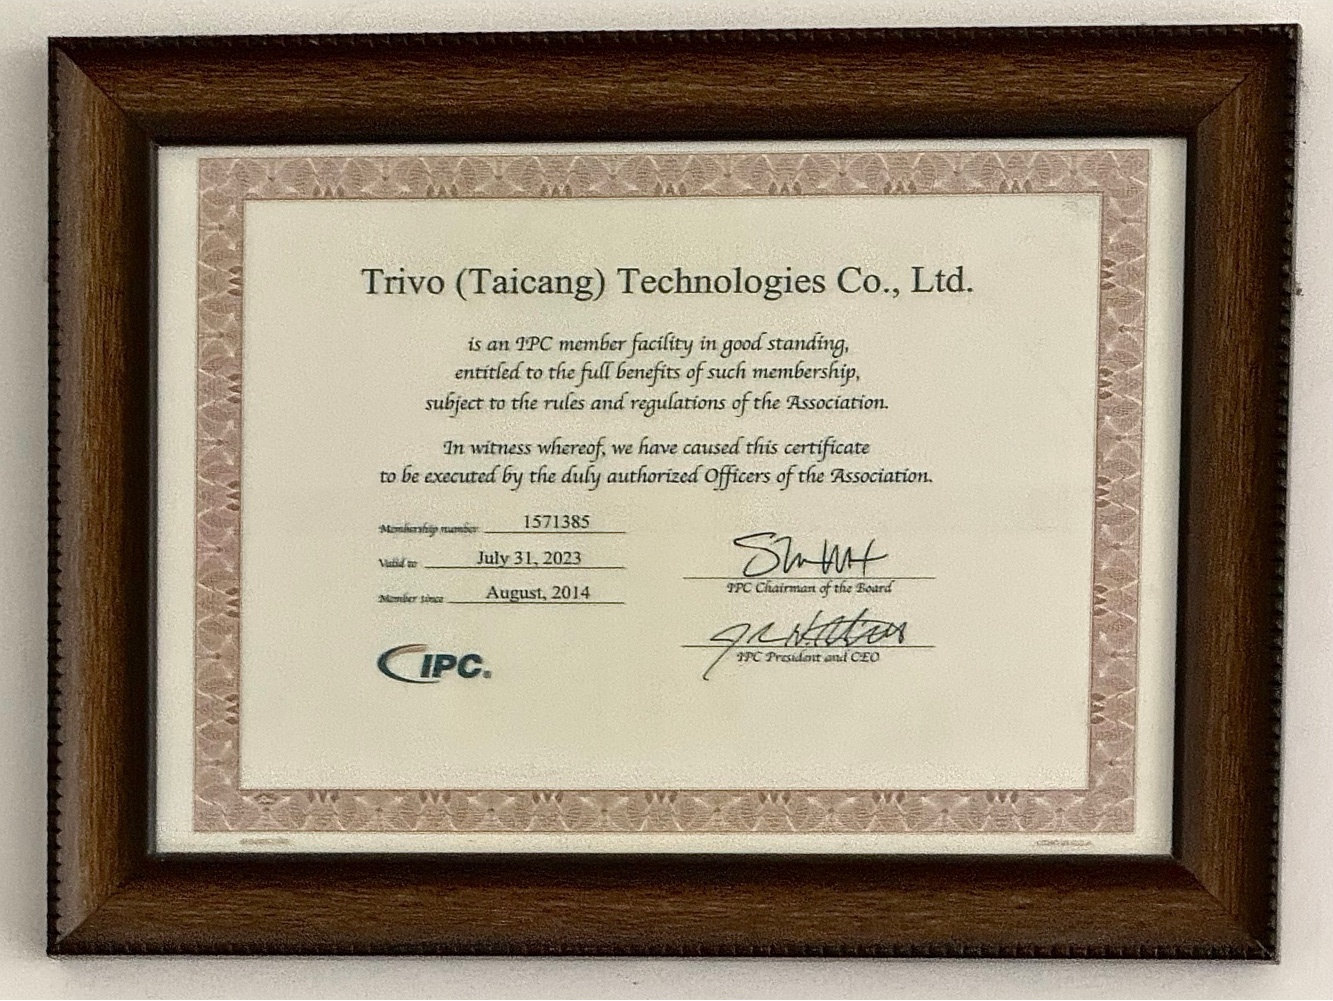 Trivo (Taicang) Technologies Co., Ltd.
is an IPC member facility in good standing,
entitled to the full benefits of such membership,
subject to the rules and regulations of the Association.
In witness whereof, we have caused this certificate
to be executed by the duly authorized Officers of the Association.
Membership number 1571385
Valid to July 31, 2023
Member since August, 2014
IPC Chairman of the Board
IPC President and CEO
IPC®